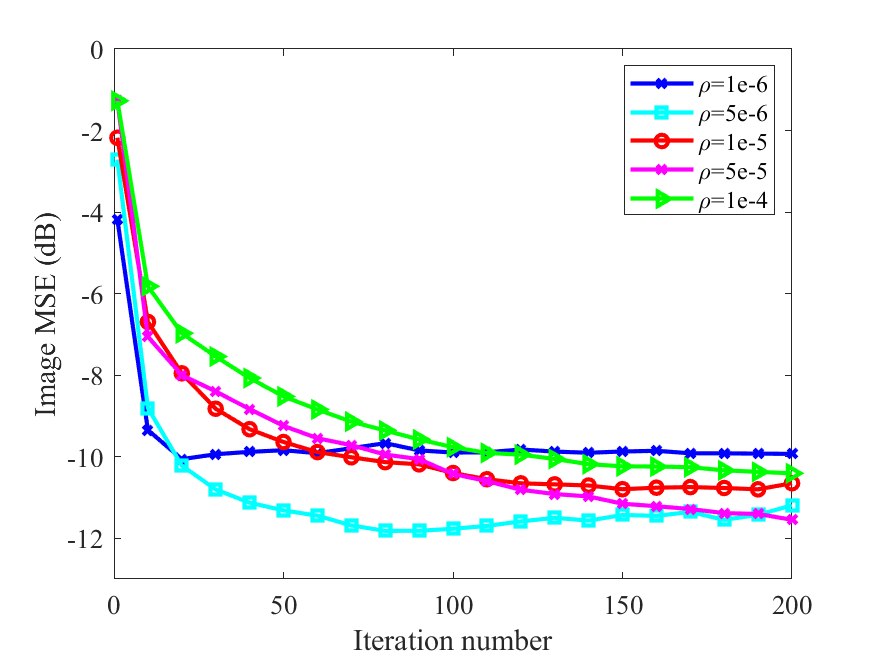 0
-2
-4
-6
-8
-10
-12
Image MSE (dB)
0 50 100 150 200
Iteration number
ρ=1e-6
ρ=5e-6
ρ=1e-5
ρ=5e-5
ρ=1e-4